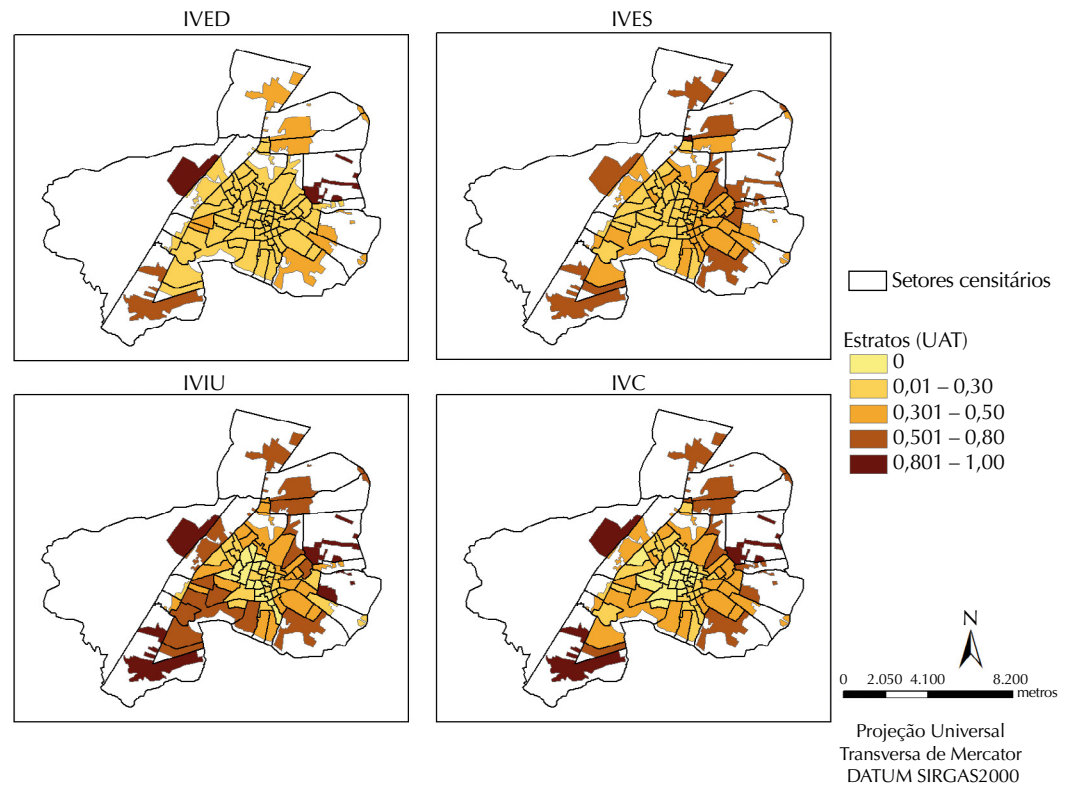 IVED
IVES
IVIU
IVC
Setores censitários
Estratos (UAT)
0
0,01 – 0,30
0,301 – 0,50
0,501 – 0,80
0,801 – 1,00
N
0 2.050 4.100 8.200
metros
Projeção Universal
Transversa de Mercator
DATUM SIRGAS2000